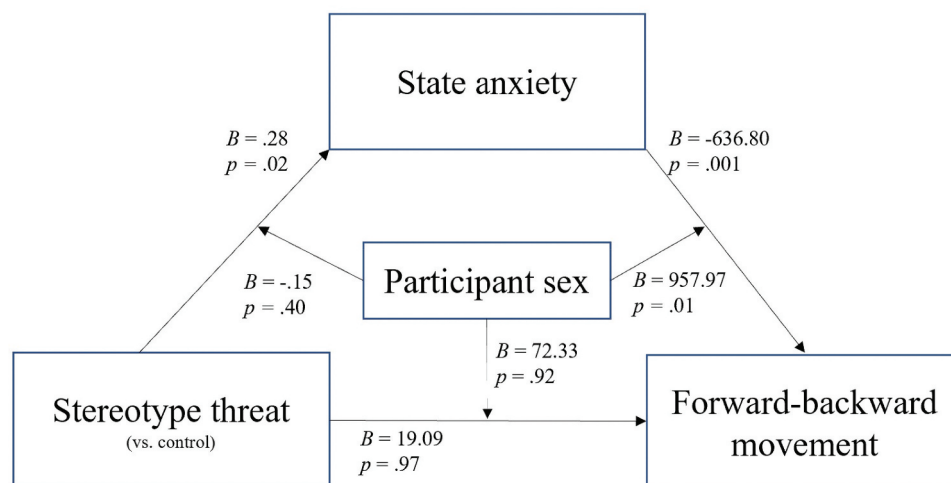 State anxiety
B = .28
p = .02
B = -636.80
p = .001
Participant sex
B = -.15
p = .40
B = 957.97
p = .01
B = 72.33
p = .92
Stereotype threat
(vs. control)
B = 19.09
p = .97
Forward-backward
movement